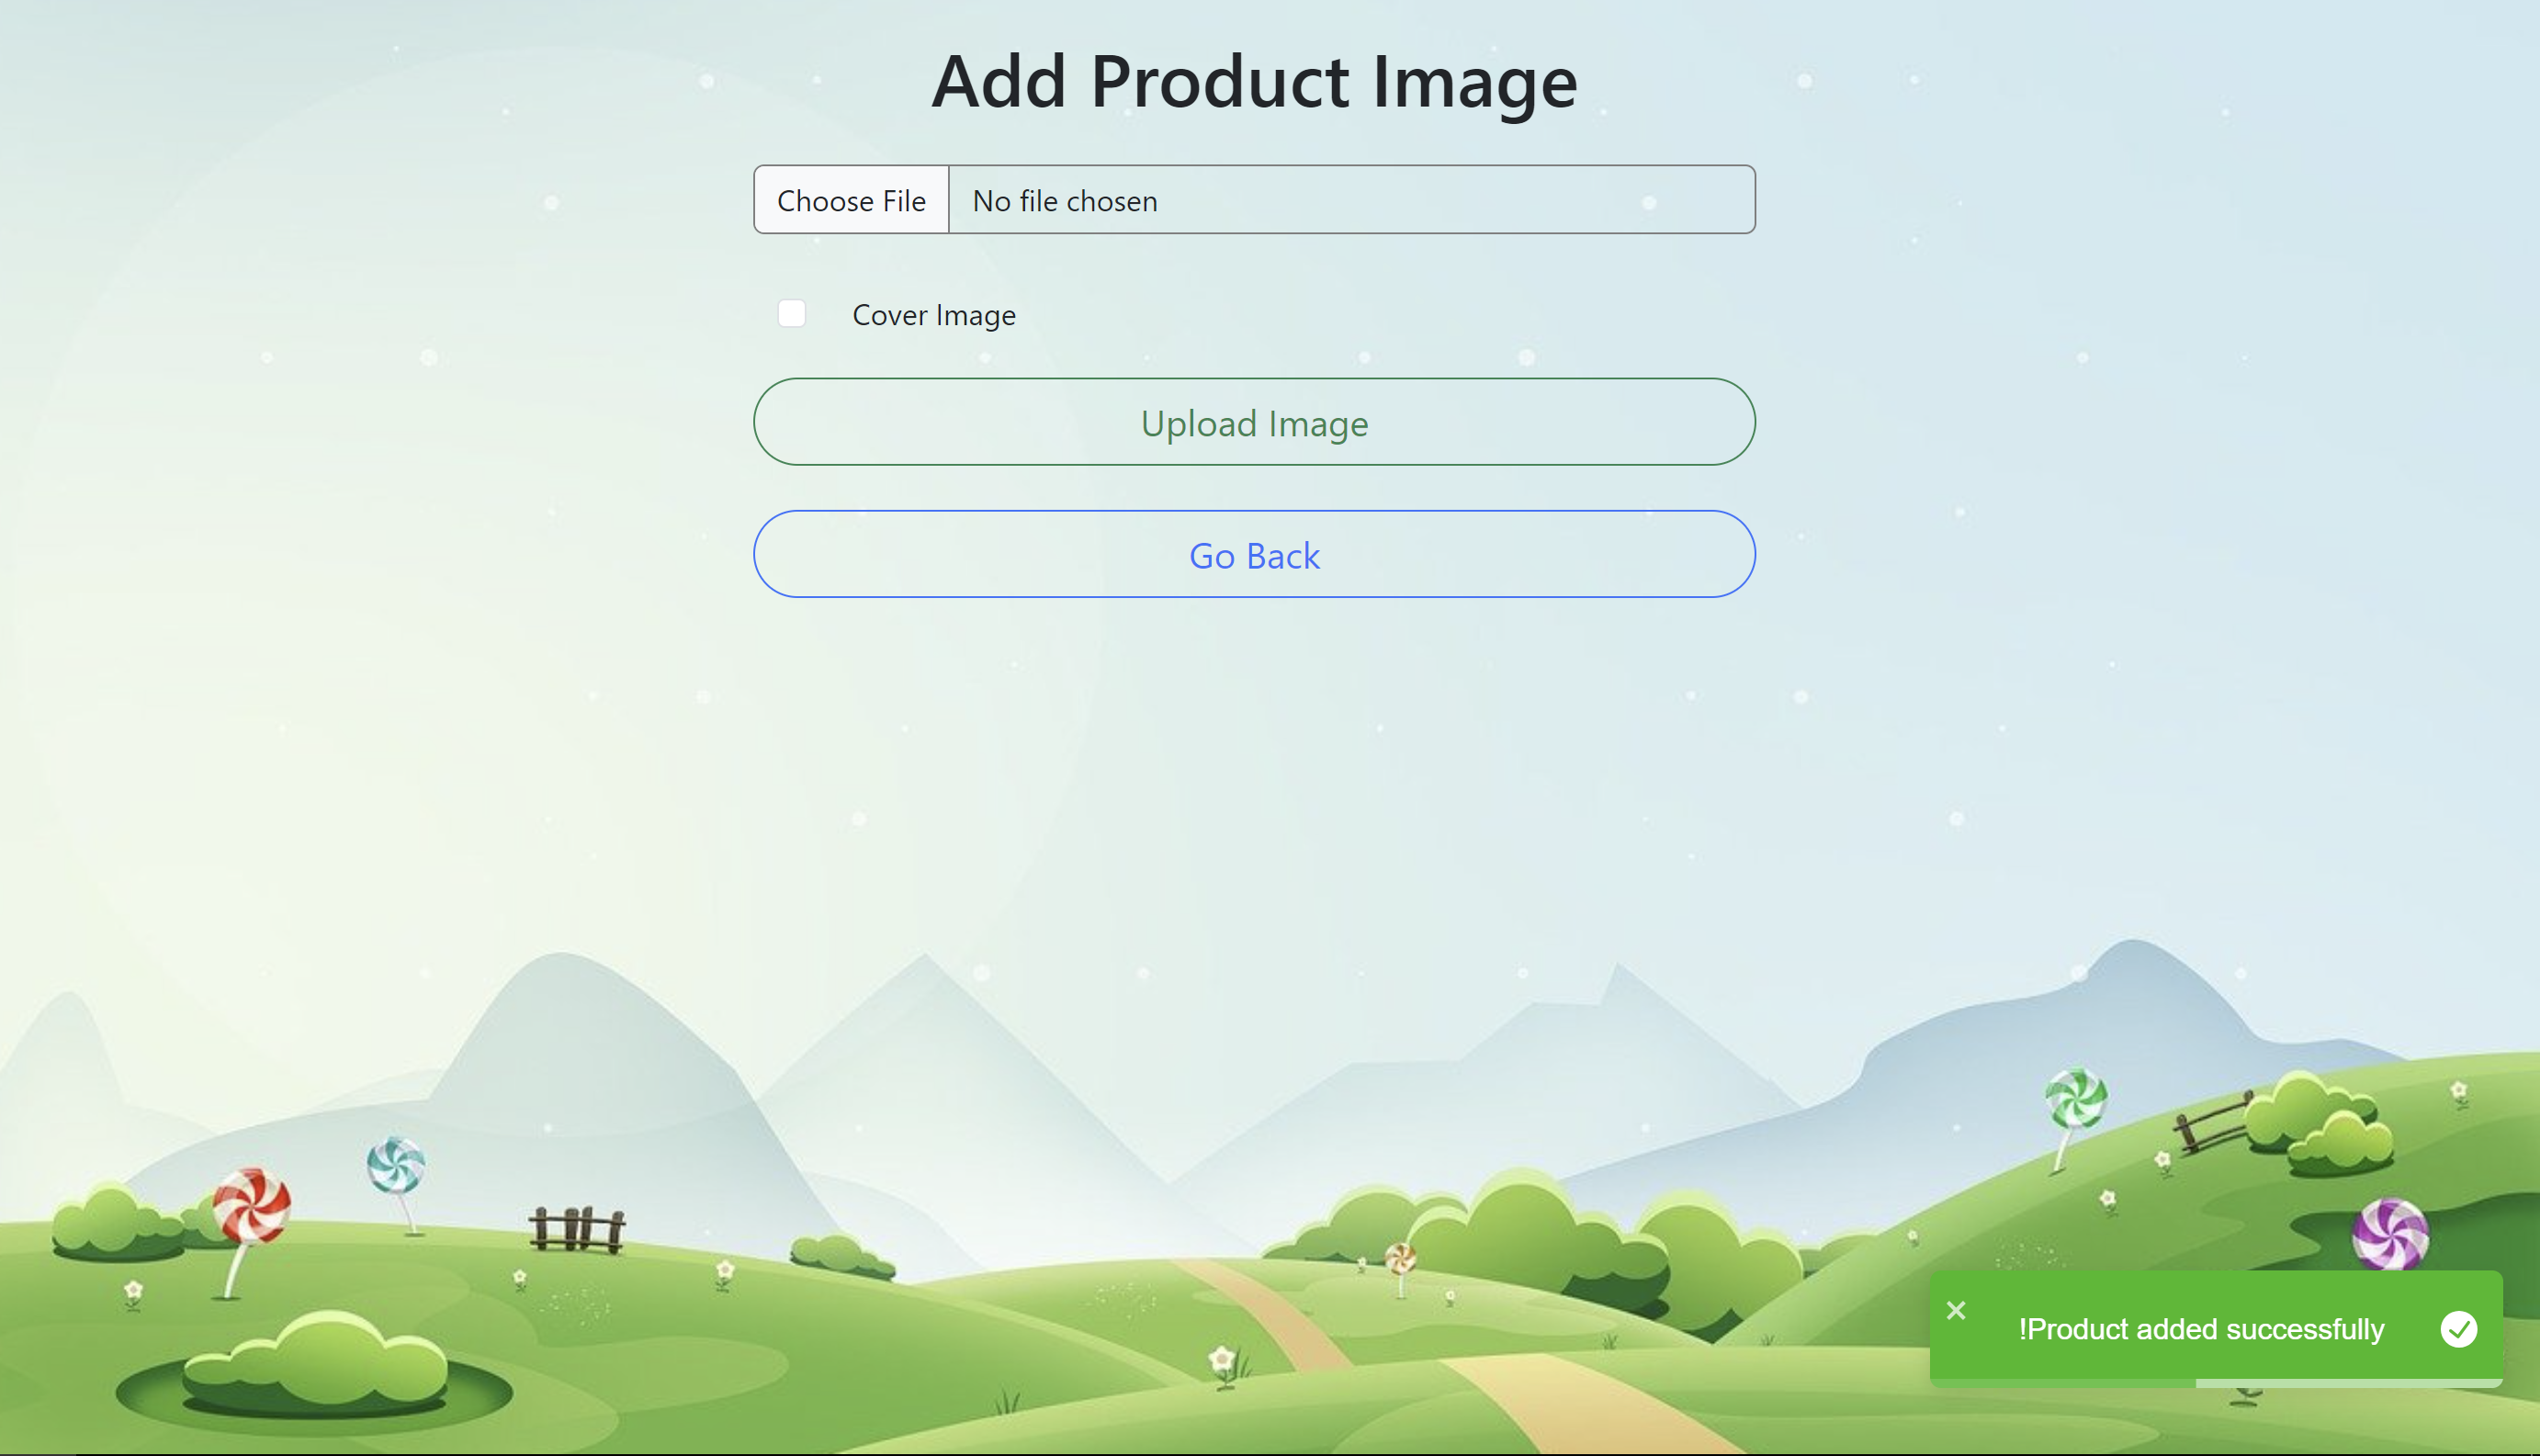 Add Product Image
Choose File No file chosen
Cover Image
Upload Image
Go Back
!Product added successfully